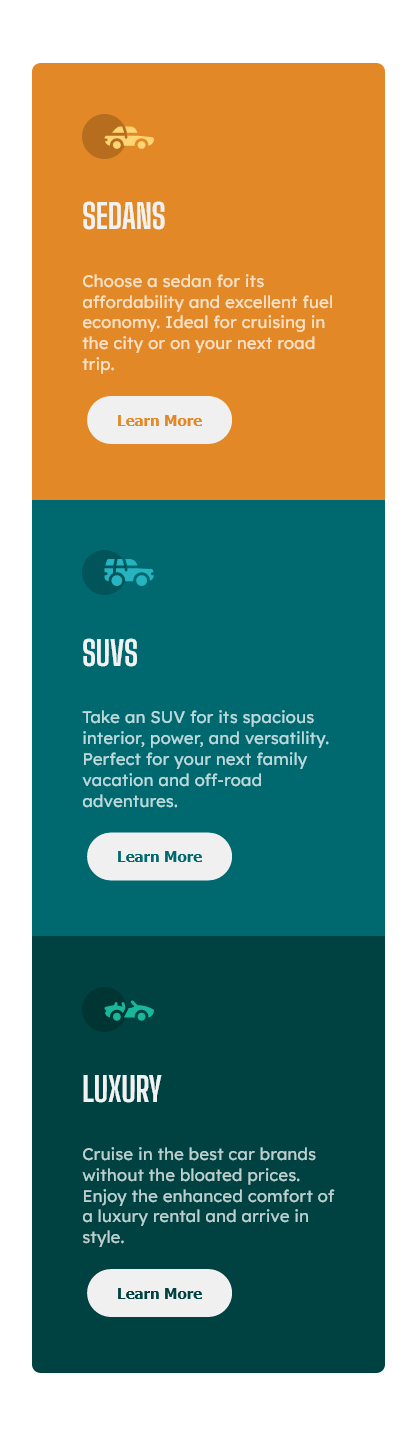 SEDANS
Choose a sedan for its
affordability and excellent fuel
economy. Ideal for cruising in
the city or on your next road
trip.
Learn More
SUVS
Take an SUV for its spacious
interior, power, and versatility.
Perfect for your next family
vacation and off-road
adventures.
Learn More
LUXURY
Cruise in the best car brands
without the bloated prices.
Enjoy the enhanced comfort of
a luxury rental and arrive in
style.
Learn More